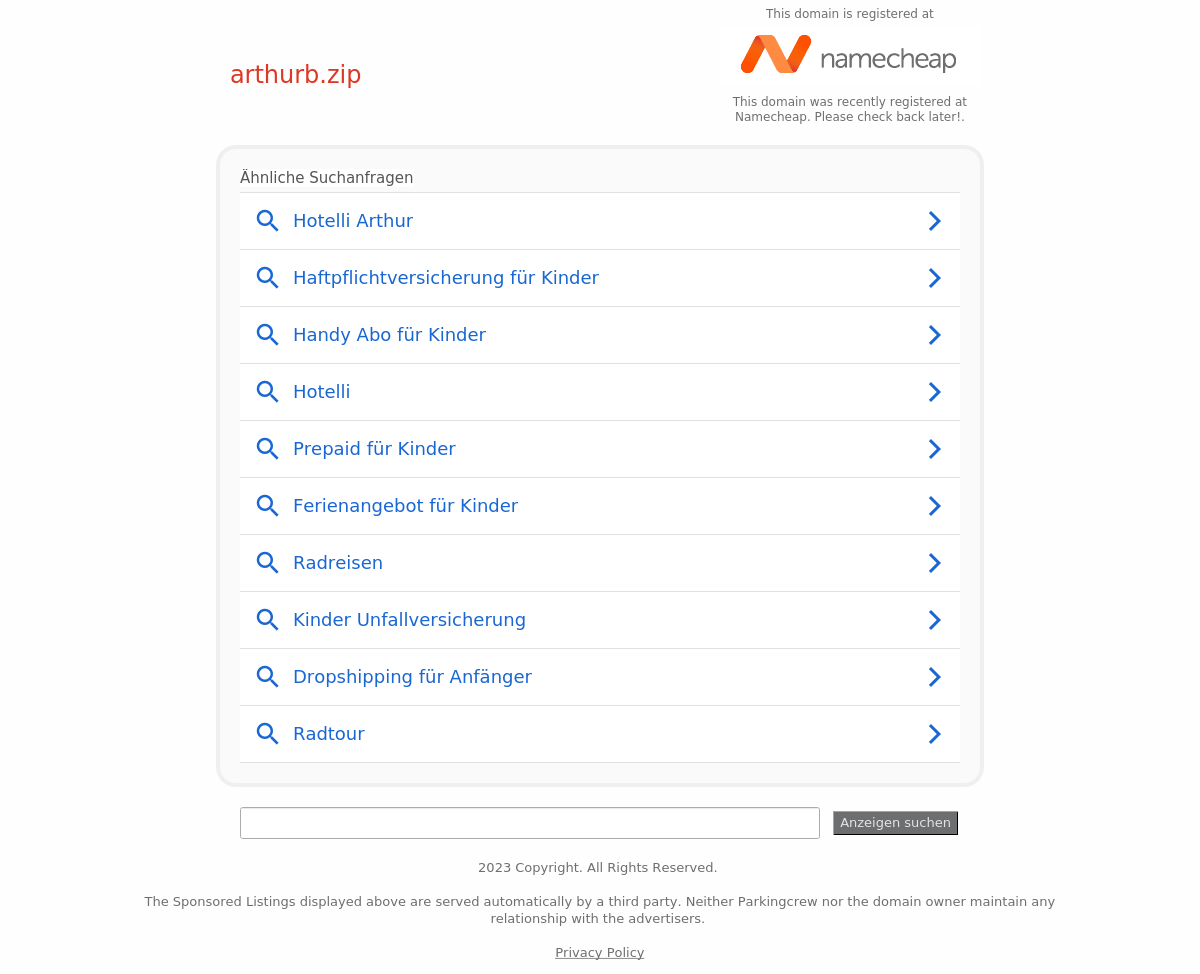 This domain is registered at
namecheap
arthurb.zip
This domain was recently registered at
Namecheap. Please check back later!.
Ähnliche Suchanfragen
Hotelli Arthur
Haftpflichtversicherung für Kinder
Handy Abo für Kinder
Hotelli
Prepaid für Kinder
Ferienangebot für Kinder
Radreisen
Kinder Unfallversicherung
Dropshipping für Anfänger
Radtour
Anzeigen suchen
2023 Copyright. All Rights Reserved.
The Sponsored Listings displayed above are served automatically by a third party. Neither Parkingcrew nor the domain owner maintain any
relationship with the advertisers.
Privacy Policy